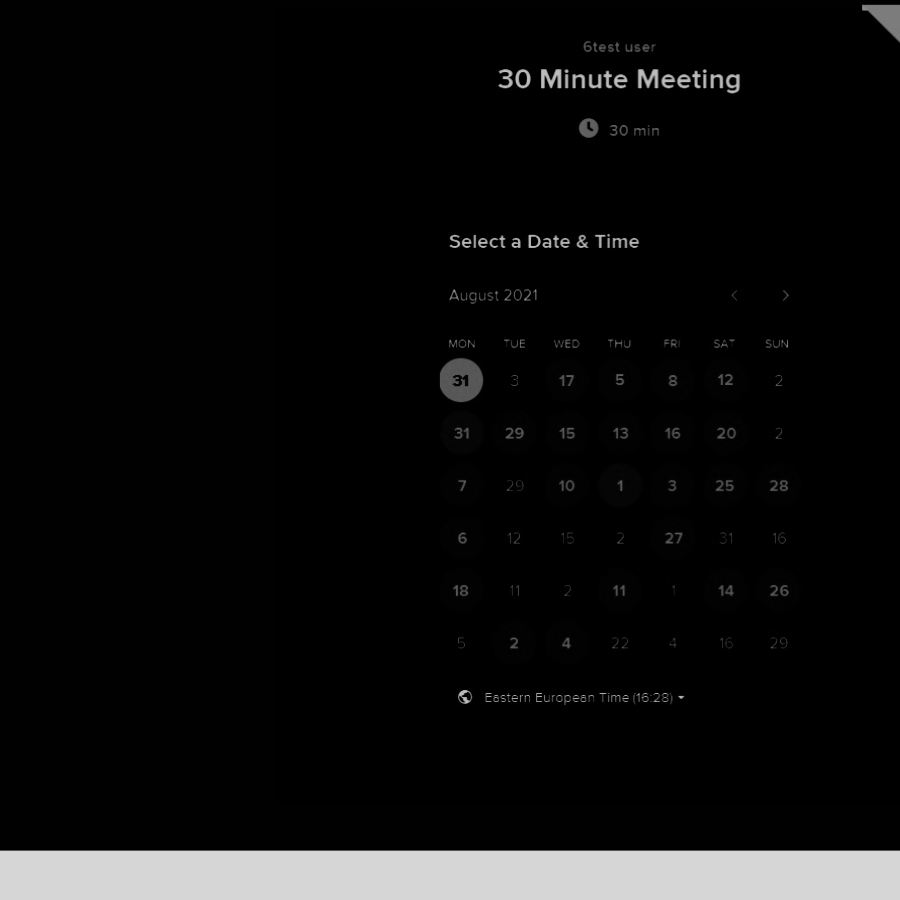 6test user
30 Minute Meeting
30 min
Select a Date & Time
August 2021
MON TUE WED THU FRI SAT SUN
31 3 17 5 8 12 2
31 29 15 13 16 20 2
7 29 10 1 3 25 28
6 12 15 2 27 31 16
18 11 2 11 1 14 26
5 2 4 22 4 16 29
Eastern European Time (16:28)